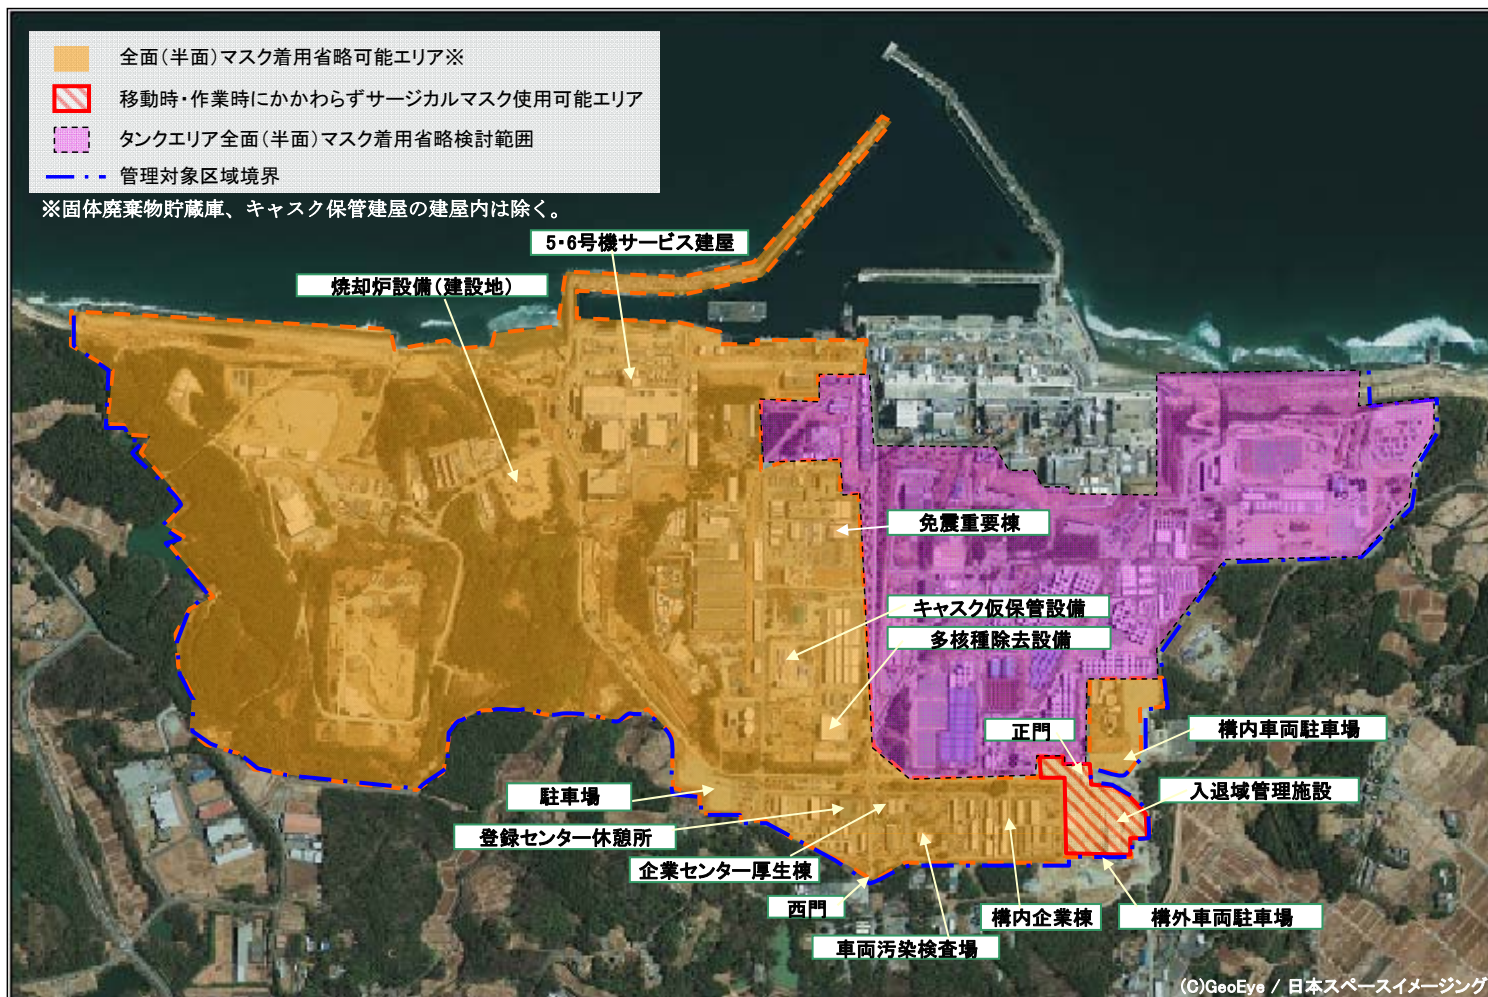 全面(半面)マスク着用省略可能エリア※
移動時・作業時にかかわらずサージカルマスク使用可能エリア
タンクエリア全面(半面)マスク着用省略検討範囲
管理対象区域境界
※固体廃棄物貯蔵庫、キャスク保管建屋の建屋内は除く。
5・6号機サービス建屋
焼却炉設備(建設地)
免震重要棟
キャスク仮保管設備
多核種除去設備
正門
構内車両駐車場
駐車場
入退域管理施設
登録センター休憩所
企業センター厚生棟
西門
構内企業棟
構外車両駐車場
車両汚染検査場
(C)GeoEye / 日本スペースイメージング